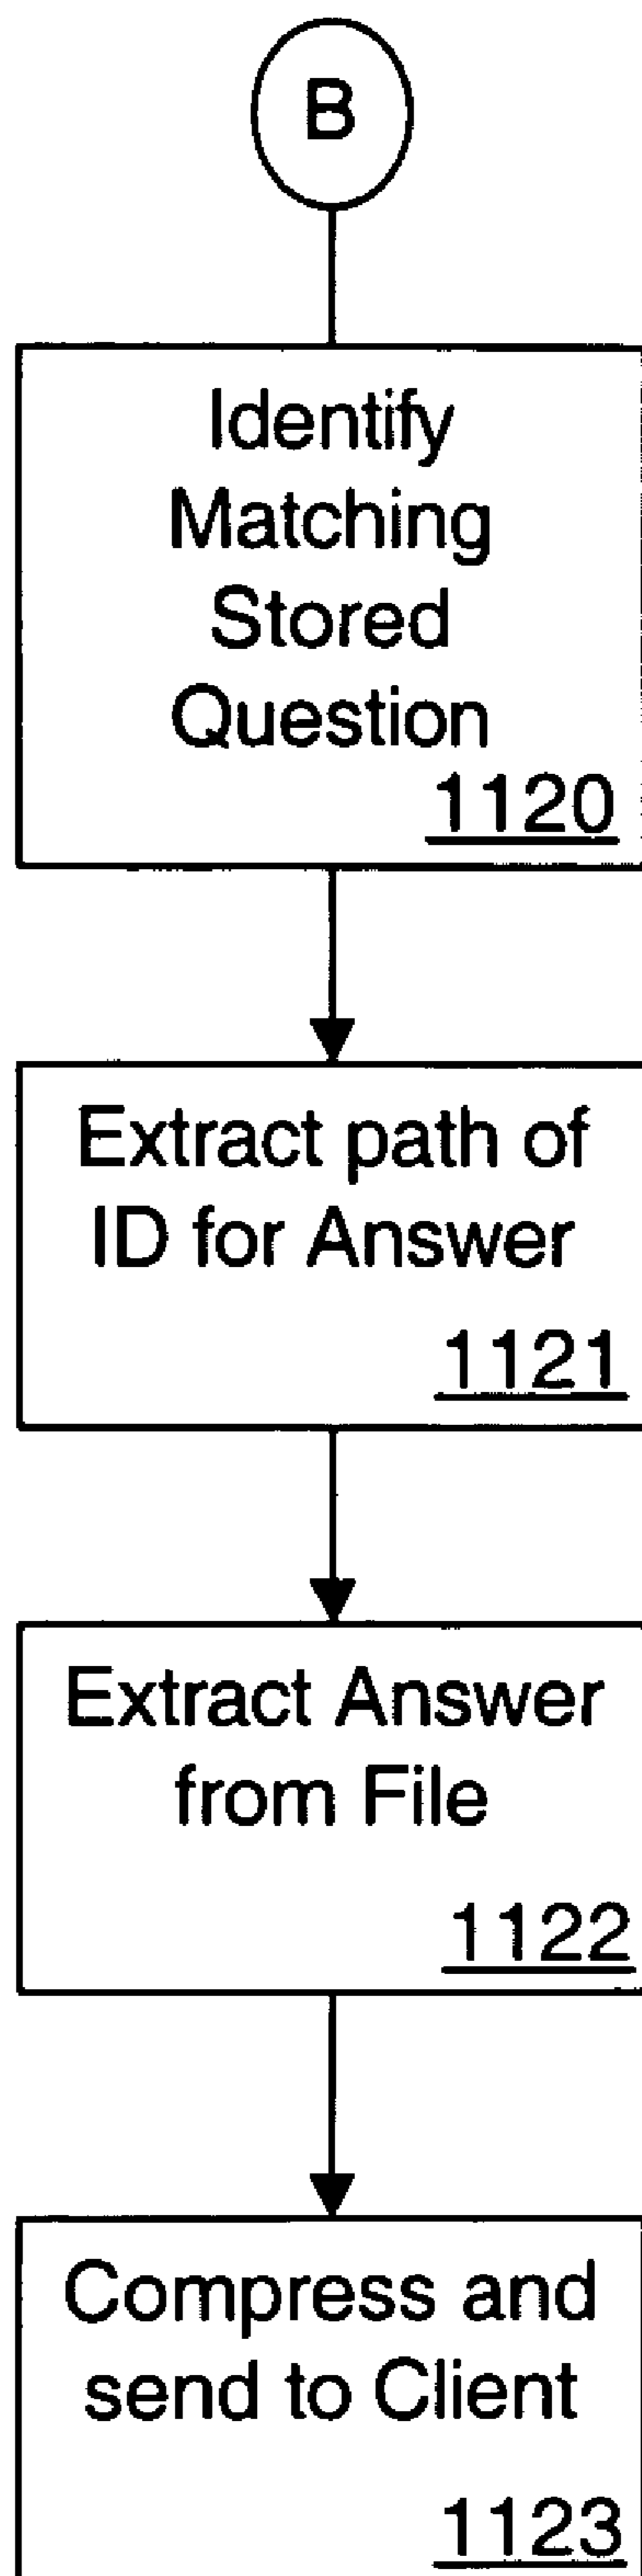 B
Identify
Matching
Stored
Question
1120
Extract path of
ID for Answer
1121
Extract Answer
from File
1122
Compress and
send to Client
1123